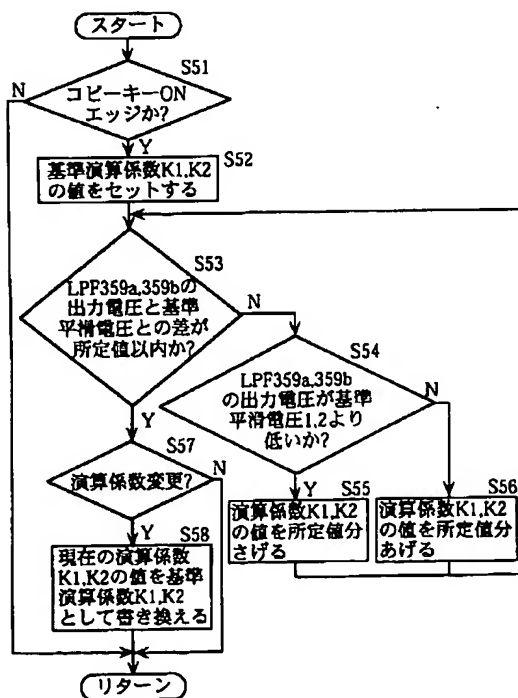 スタート
S51
N
コピーキーON
エッジか?
Y
S52
基準演算係数K1,K2
の値をセットする
S53
LPF359a,359bの
出力電圧と基準
平滑電圧との差が
所定値以内か?
N
S54
LPF359a,359b
の出力電圧が基準
平滑電圧1,2より
低いか?
N
Y
S57
演算係数変更?
N
Y
S55
演算係数K1,K2
の値を所定値分
さげる
S56
演算係数K1,K2
の値を所定値分
あげる
Y
S58
現在の演算係数
K1,K2の値を基準
演算係数K1,K2
として書き換える
リターン